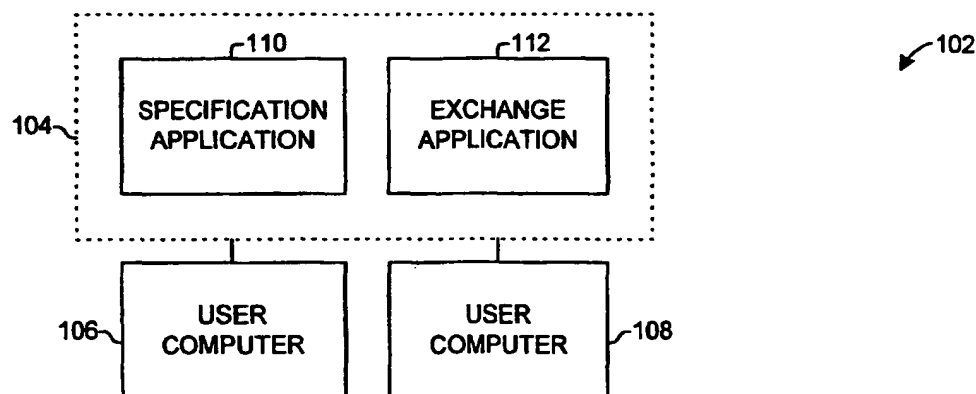 110
112
102
SPECIFICATION
APPLICATION
EXCHANGE
APPLICATION
104
USER
COMPUTER
USER
COMPUTER
106
108